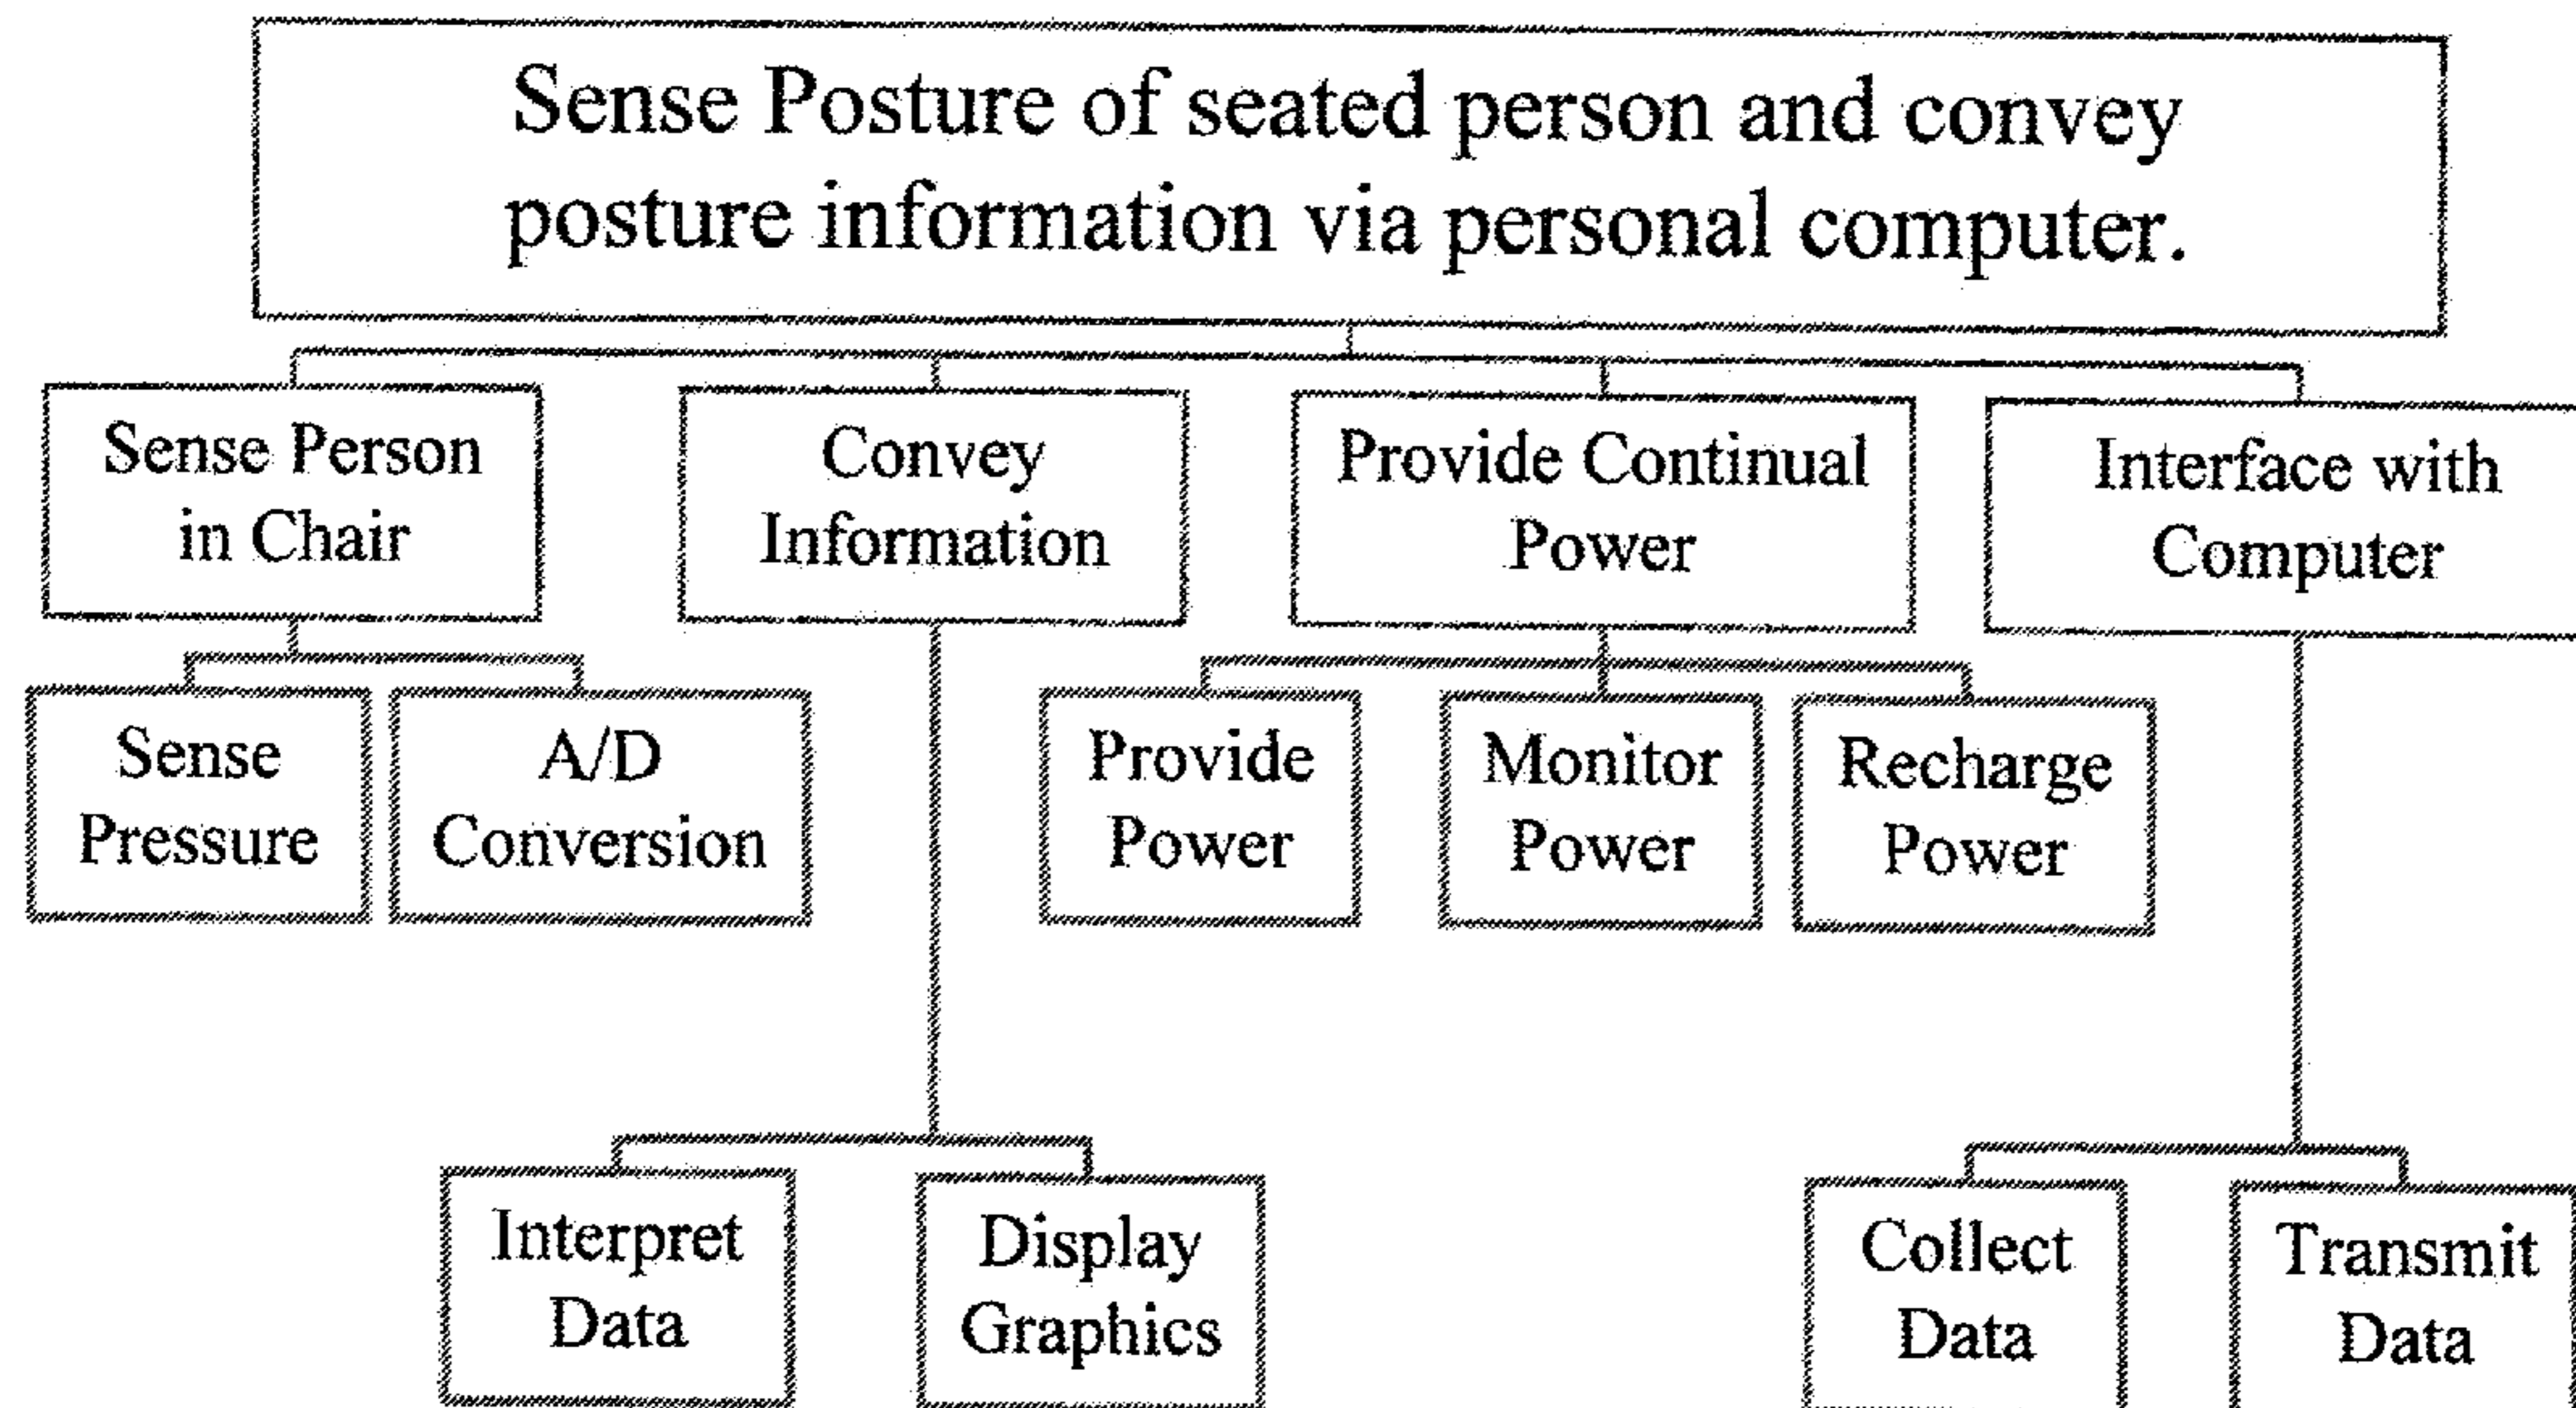 Sense Posture of seated person and convey
posture information via personal computer.
Sense Person
in Chair
Convey
Information
Provide Continual
Power
Interface with
Computer
Sense
Pressure
A/D
Conversion
Provide
Power
Monitor
Power
Recharge
Power
Interpret
Data
Display
Graphics
Collect
Data
Transmit
Data